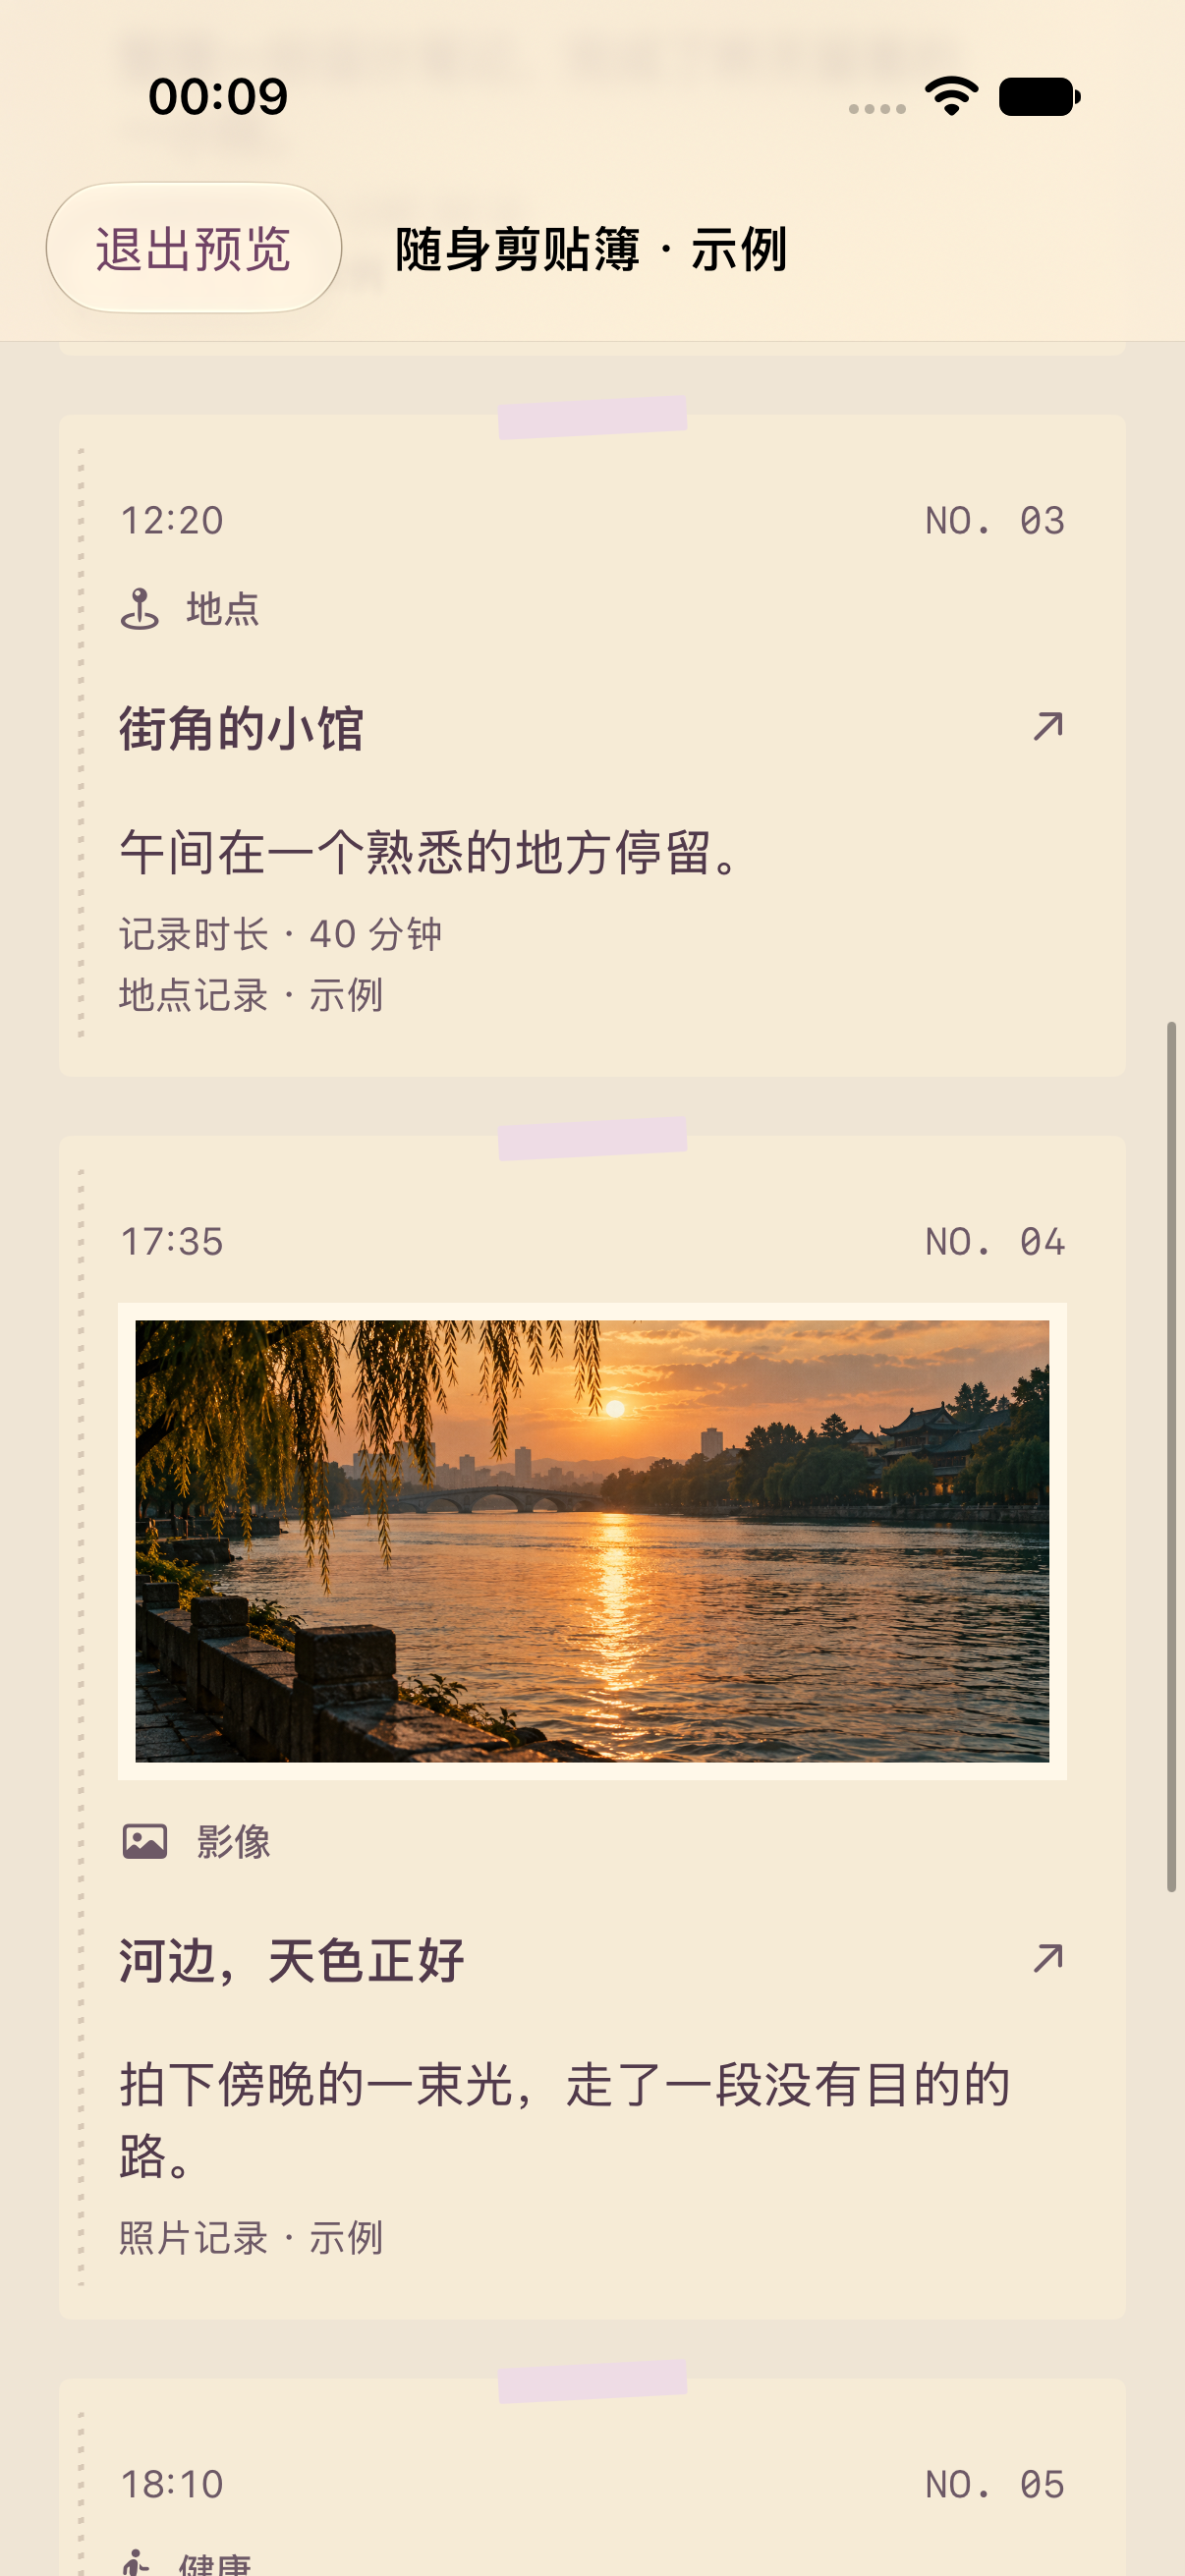 00:09
退出预览
随身剪贴簿 · 示例
12:20
NO. 03
地点
街角的小馆
午间在一个熟悉的地方停留。
记录时长 · 40 分钟
地点记录 · 示例
17:35
NO. 04
影像
河边，天色正好
拍下傍晚的一束光，走了一段没有目的的
路。
照片记录 · 示例
18:10
NO. 05
健康